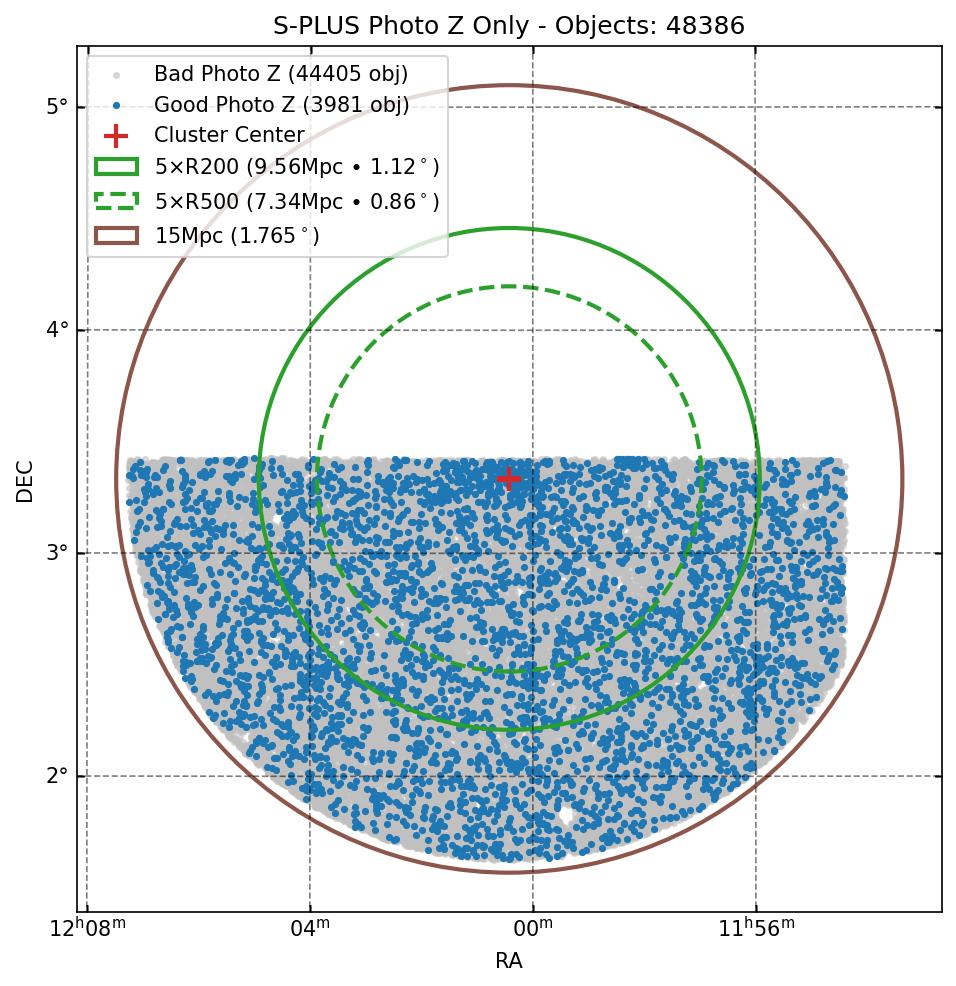 S-PLUS Photo Z Only - Objects: 48386
Bad Photo Z (44405 obj)
Good Photo Z (3981 obj)
Cluster Center
5×R200 (9.56Mpc • 1.12°)
5×R500 (7.34Mpc • 0.86°)
15Mpc (1.765°)
5°
4°
3°
2°
DEC
12ʰ08ᵐ
04ᵐ
00ᵐ
11ʰ56ᵐ
RA